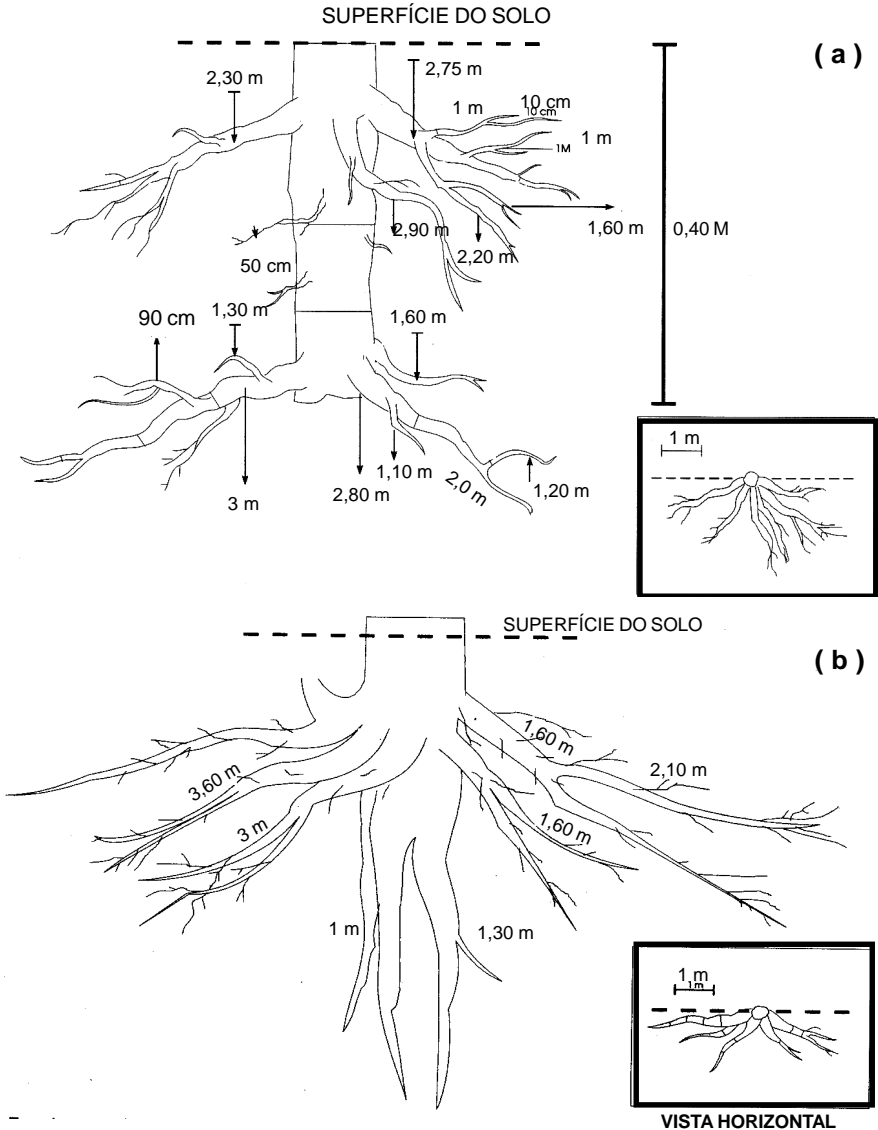 SUPERFÍCIE DO SOLO
( a )
2,30 m
2,75 m
1 m
10 cm
10 cm
1 m
1M
1,60 m
0,40 M
2,90 m
2,20 m
50 cm
90 cm
1,30 m
1,60 m
1 m
1,10 m
2,0 m
1,20 m
3 m
2,80 m
SUPERFÍCIE DO SOLO
( b )
1,60 m
2,10 m
3,60 m
3 m
1,60 m
1 m
1,30 m
1 m
1 m
VISTA HORIZONTAL